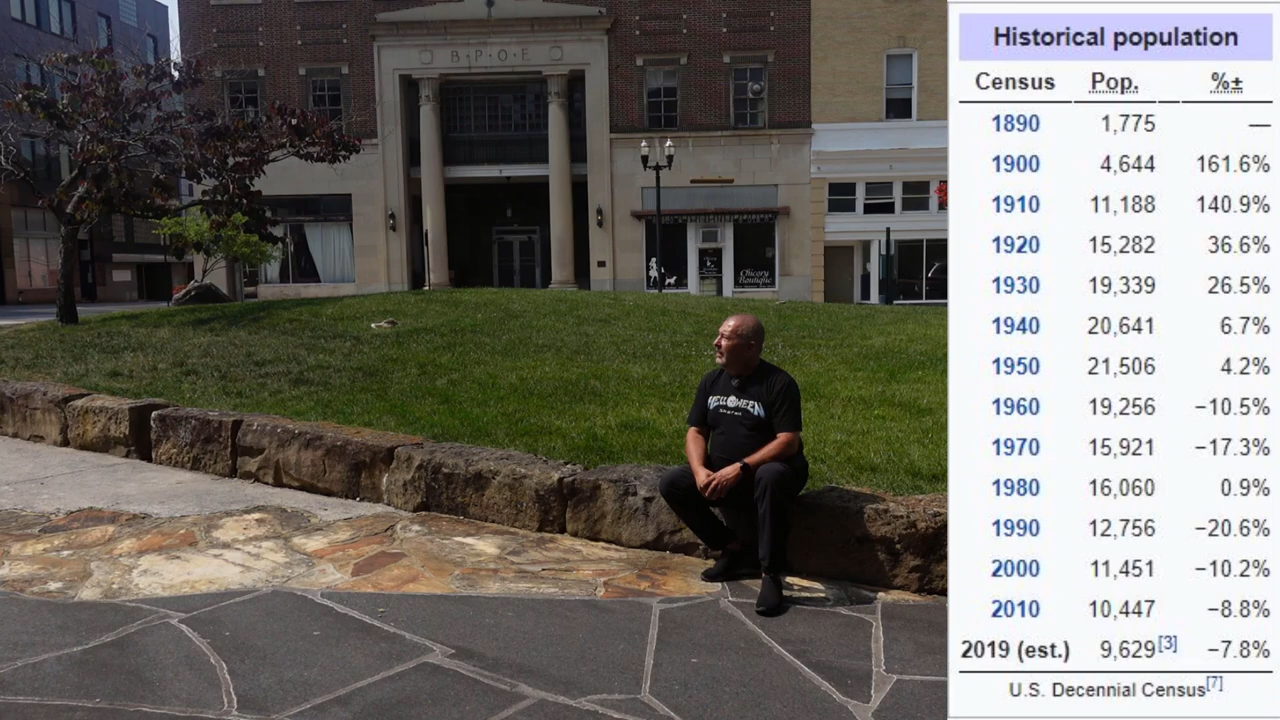 B·P·O·E
HELLOWEEN
Chicory
Boutique
Historical population
Census Pop. %±
1890 1,775 —
1900 4,644 161.6%
1910 11,188 140.9%
1920 15,282 36.6%
1930 19,339 26.5%
1940 20,641 6.7%
1950 21,506 4.2%
1960 19,256 −10.5%
1970 15,921 −17.3%
1980 16,060 0.9%
1990 12,756 −20.6%
2000 11,451 −10.2%
2010 10,447 −8.8%
2019 (est.) 9,629[3] −7.8%
U.S. Decennial Census[7]